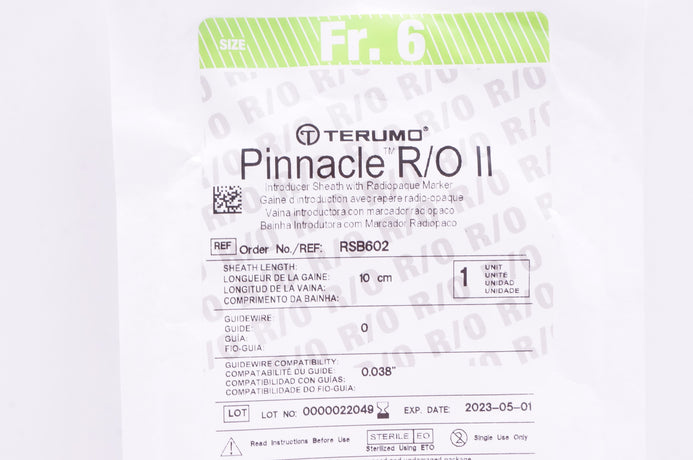 SIZE Fr. 6
R/O R/O R/O R/O R/O
TERUMO®
Pinnacle™ R/O II
Introducer Sheath with Radiopaque Marker
Gaine d'introduction avec repère radio-opaque
Vaina introductora con marcador radiopaco
Bainha Introdutora com Marcador Radiopaco
REF Order No./REF: RSB602
SHEATH LENGTH:
LONGUEUR DE LA GAINE: 10 cm
LONGITUD DE LA VAINA:
COMPRIMENTO DA BAINHA:
1 UNIT
UNITÉ
UNIDAD
UNIDADE
GUIDEWIRE:
GUIDE: 0
GUIA:
FIO-GUIA:
GUIDEWIRE COMPATIBILITY:
COMPATABILITÉ DU GUIDE: 0.038"
COMPATIBILIDAD CON GUÍAS:
COMPATIBILIDADE DO FIO-GUIA:
LOT LOT NO: 0000022049 EXP. DATE: 2023-05-01
Read Instructions Before Use STERILE EO Single Use Only
Sterilized Using ETO